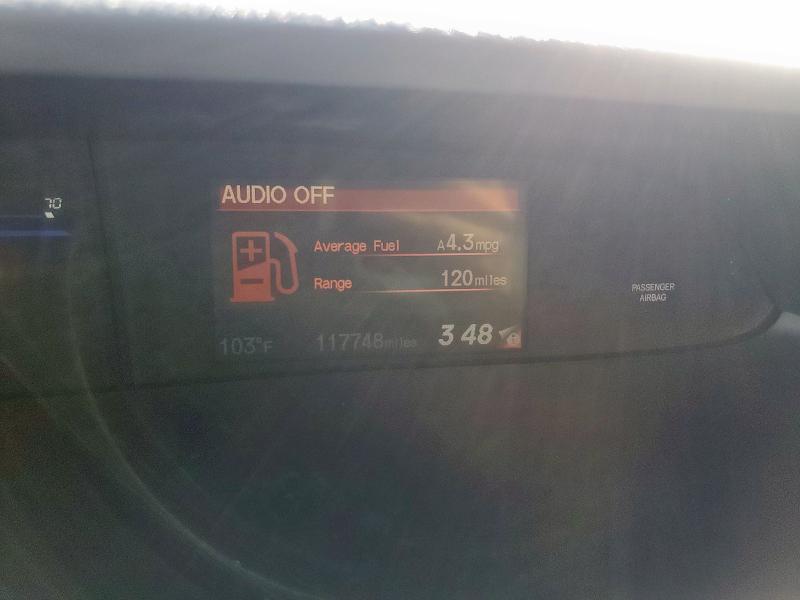 70
AUDIO OFF
Average Fuel A4.3mpg
Range 120miles
103°F 117748miles 3 48
PASSENGER
AIRBAG